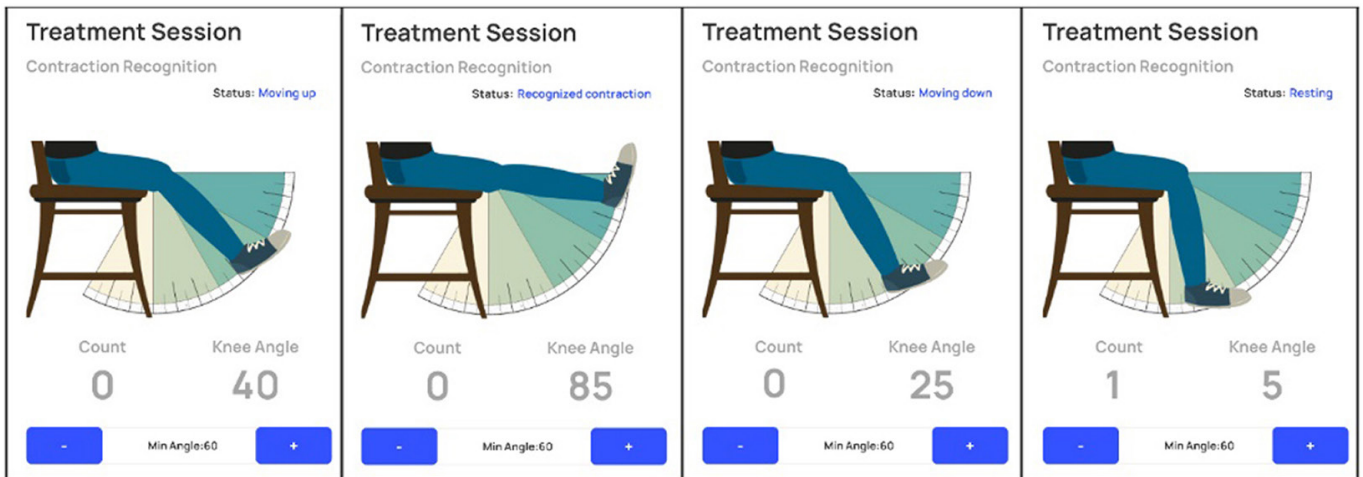 Treatment Session
Contraction Recognition
Status: Moving up
Count Knee Angle
0 40
- Min Angle:60 +
Treatment Session
Contraction Recognition
Status: Recognized contraction
Count Knee Angle
0 85
- Min Angle:60 +
Treatment Session
Contraction Recognition
Status: Moving down
Count Knee Angle
0 25
- Min Angle:60 +
Treatment Session
Contraction Recognition
Status: Resting
Count Knee Angle
1 5
- Min Angle:60 +